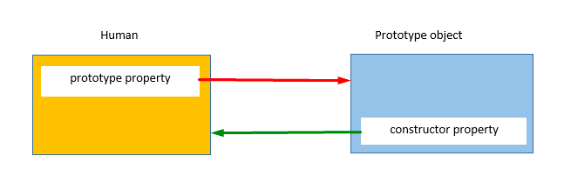 Human
Prototype object
prototype property
constructor property